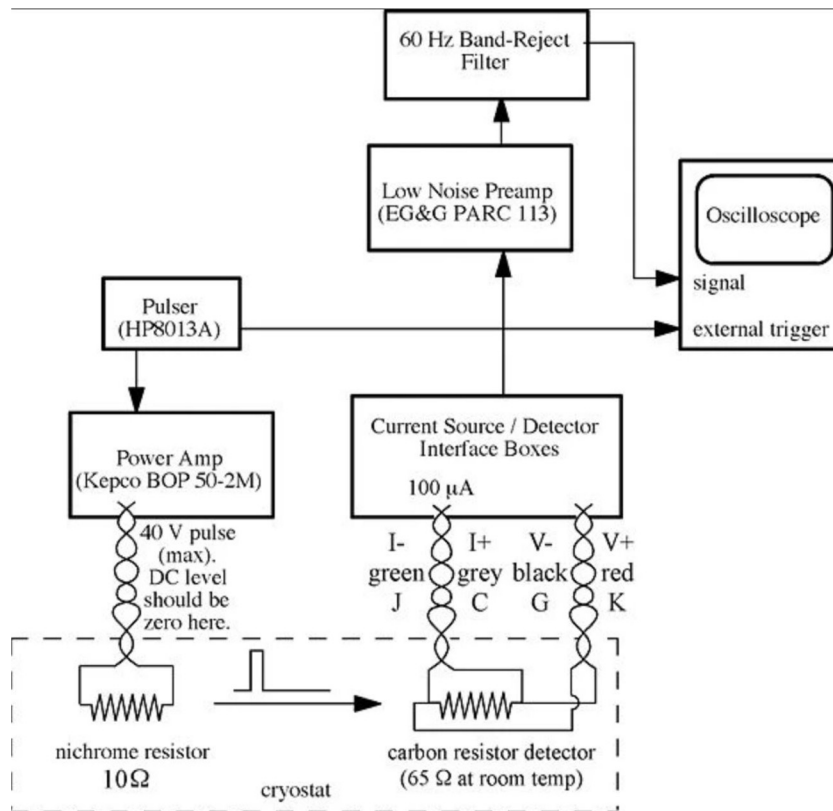 60 Hz Band-Reject
Filter
Low Noise Preamp
(EG&G PARC 113)
Oscilloscope
signal
external trigger
Pulser
(HP8013A)
Power Amp
(Kepco BOP 50-2M)
Current Source / Detector
Interface Boxes
100 µA
40 V pulse
(max).
DC level
should be
zero here.
I- I+ V- V+
green grey black red
J C G K
nichrome resistor
10Ω
cryostat
carbon resistor detector
(65 Ω at room temp)